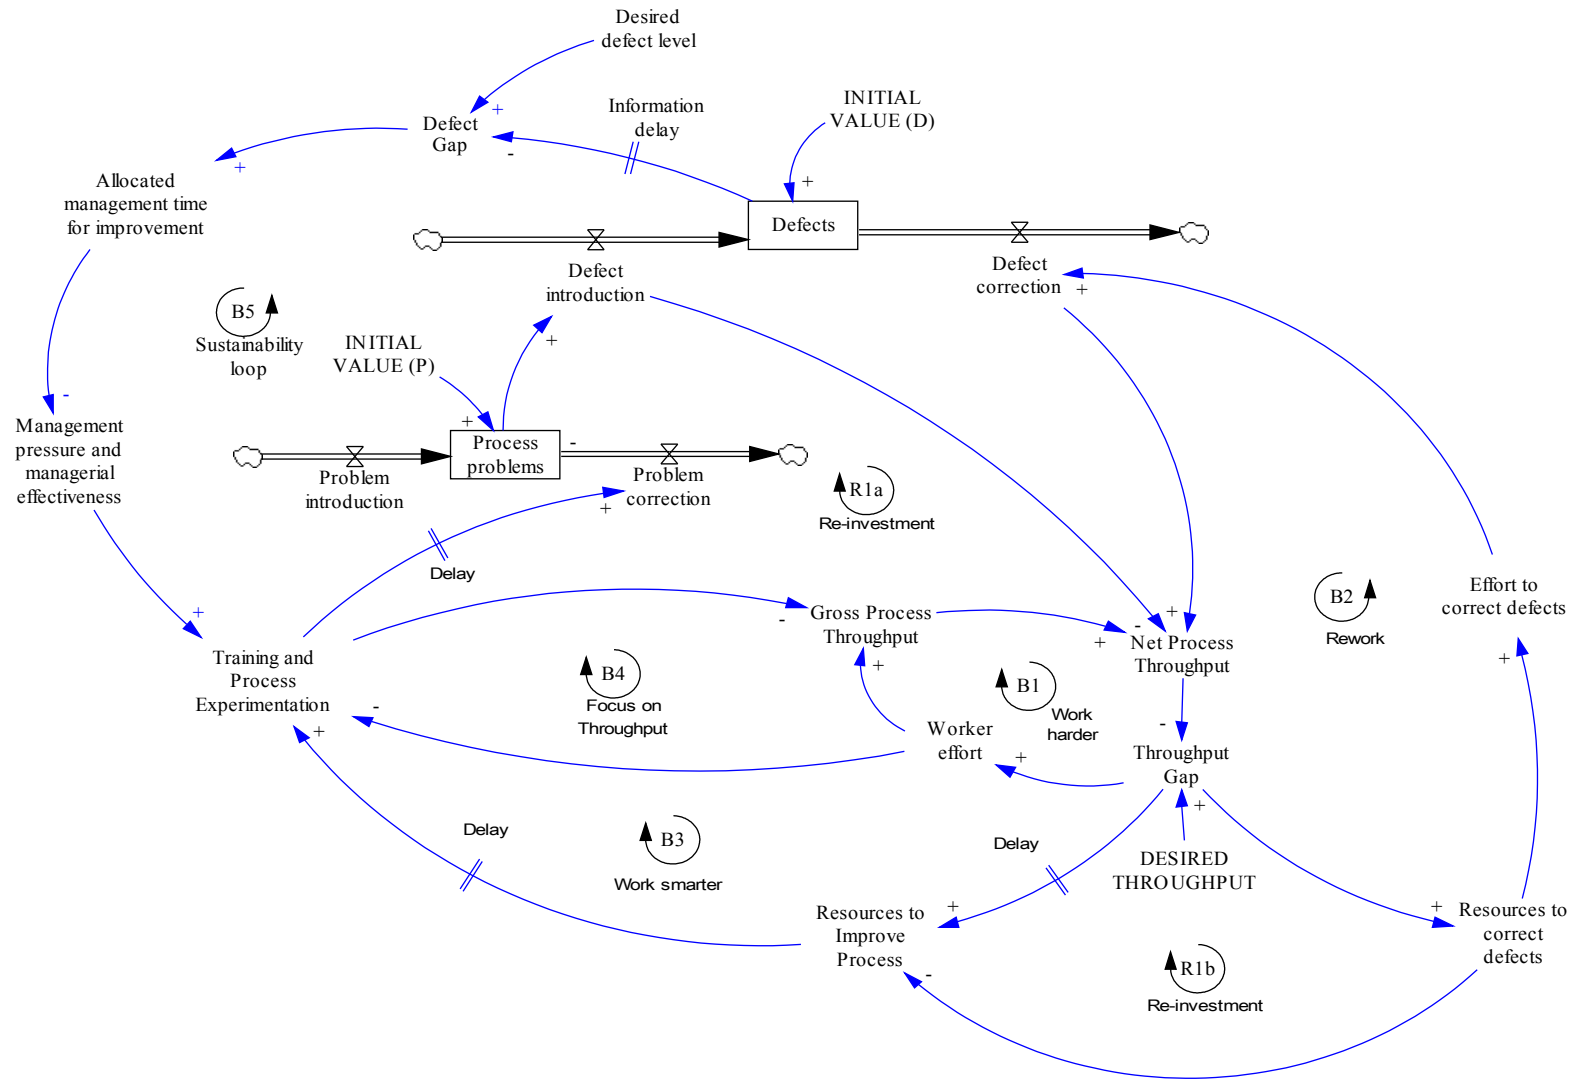 Desired
defect level
+
Defect
Gap
-
Information
delay
INITIAL
VALUE (D)
+
+
Allocated
management time
for improvement
Defects
Defect
introduction
Defect
correction
+
B5
Sustainability
loop
INITIAL
VALUE (P)
+
+
-
Management
pressure and
managerial
effectiveness
Process
problems
-
Problem
introduction
Problem
correction
+
R1a
Re-investment
Delay
+
Training and
Process
Experimentation
-
+
Gross Process
Throughput
-
+
+
-
+
Net Process
Throughput
B2
Rework
Effort to
correct defects
+
B4
Focus on
Throughput
B1
Work
harder
Worker
effort
+
-
Throughput
Gap
+
DESIRED
THROUGHPUT
Delay
B3
Work smarter
Delay
+
Resources to
Improve
Process
-
+
Resources to
correct
defects
R1b
Re-investment